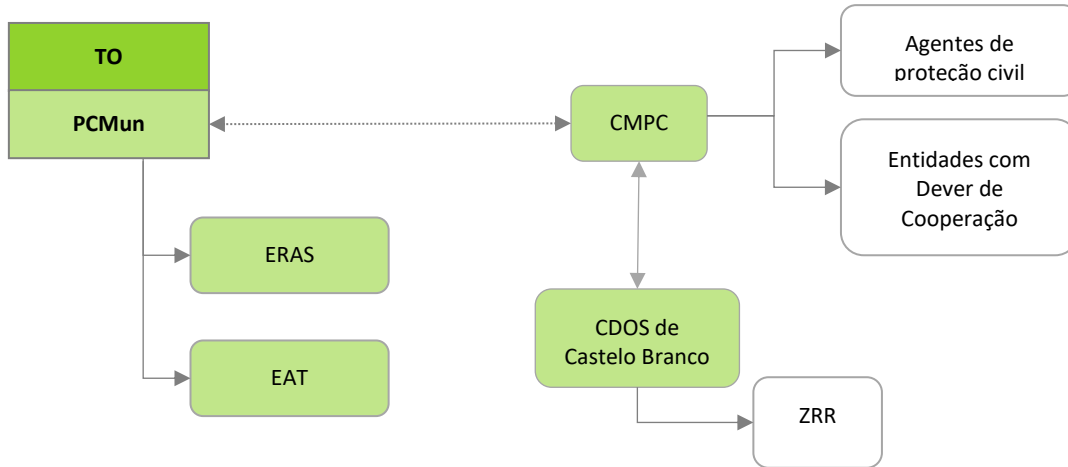 TO
PCMun
ERAS
EAT
CMPC
CDOS de
Castelo Branco
Agentes de
proteção civil
Entidades com
Dever de
Cooperação
ZRR